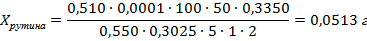 X_рутина = (0,510 · 0,0001 · 100 · 50 · 0,3350) / (0,550 · 0,3025 · 5 · 1 · 2) = 0,0513 г